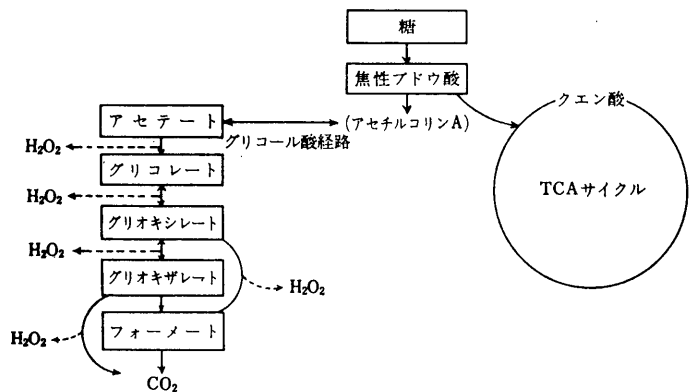 糖
焦性ブドウ酸
クエン酸
アセテート
(アセチルコリンA)
グリコール酸経路
H₂O₂
グリコレート
H₂O₂
TCAサイクル
グリオキシレート
H₂O₂
グリオキザレート
H₂O₂
フォーメート
H₂O₂
CO₂